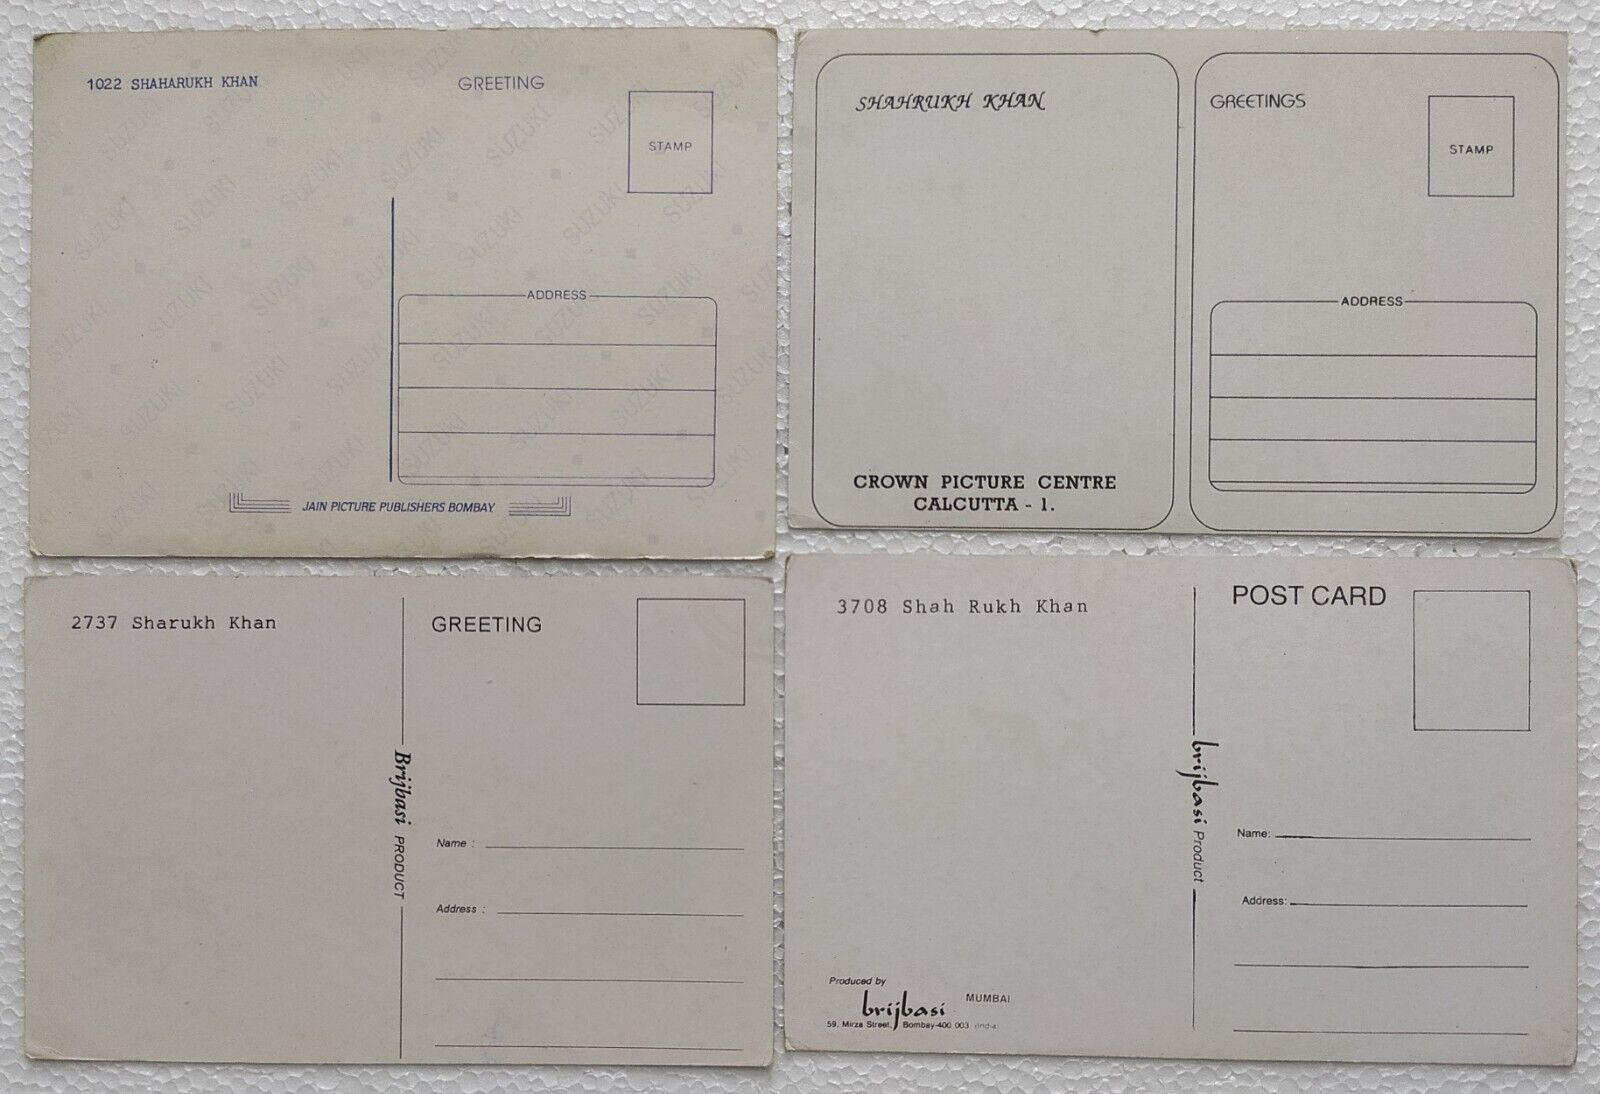 1022 SHAHARUKH KHAN
GREETING
STAMP
ADDRESS
JAIN PICTURE PUBLISHERS BOMBAY
SUZUKI
SHAHRUKH KHAN
GREETINGS
STAMP
ADDRESS
CROWN PICTURE CENTRE
CALCUTTA - 1.
2737 Sharukh Khan
GREETING
Brijbasi PRODUCT
Name :
Address :
3708 Shah Rukh Khan
POST CARD
brijbasi Product
Name:
Address:
Produced by
brijbasi MUMBAI
59, Mirza Street, Bombay-400 003 (India